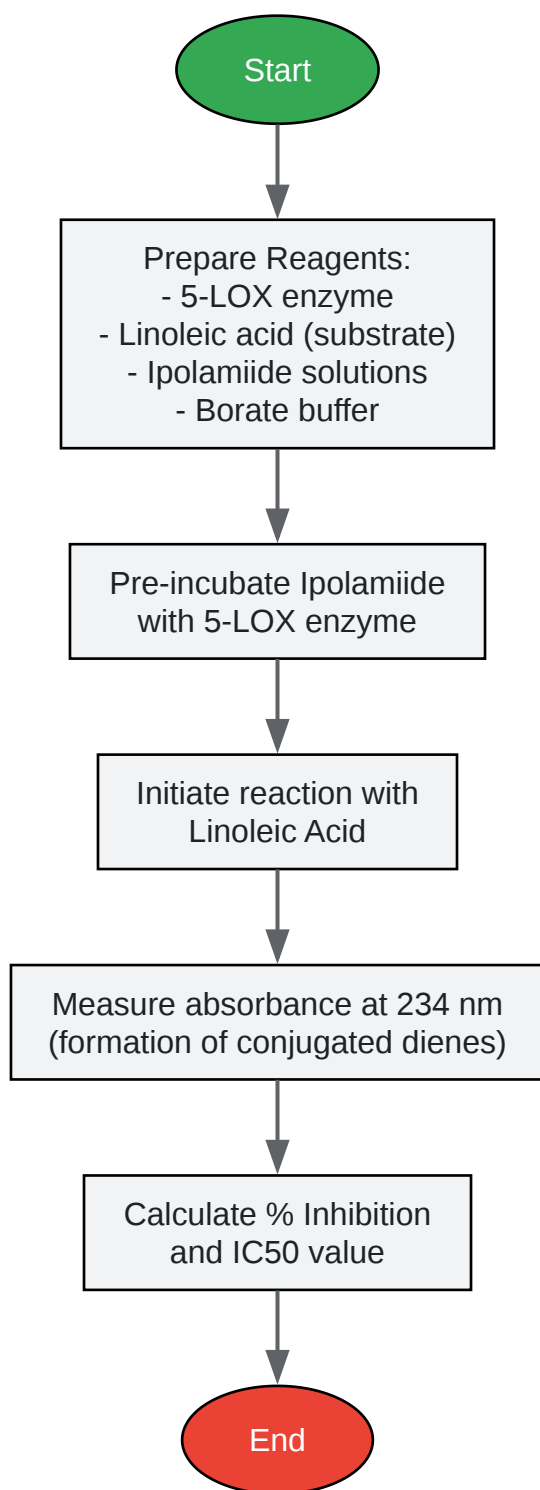 Start
Prepare Reagents:
- 5-LOX enzyme
- Linoleic acid (substrate)
- Ipolamiide solutions
- Borate buffer
Pre-incubate Ipolamiide
with 5-LOX enzyme
Initiate reaction with
Linoleic Acid
Measure absorbance at 234 nm
(formation of conjugated dienes)
Calculate % Inhibition
and IC50 value
End